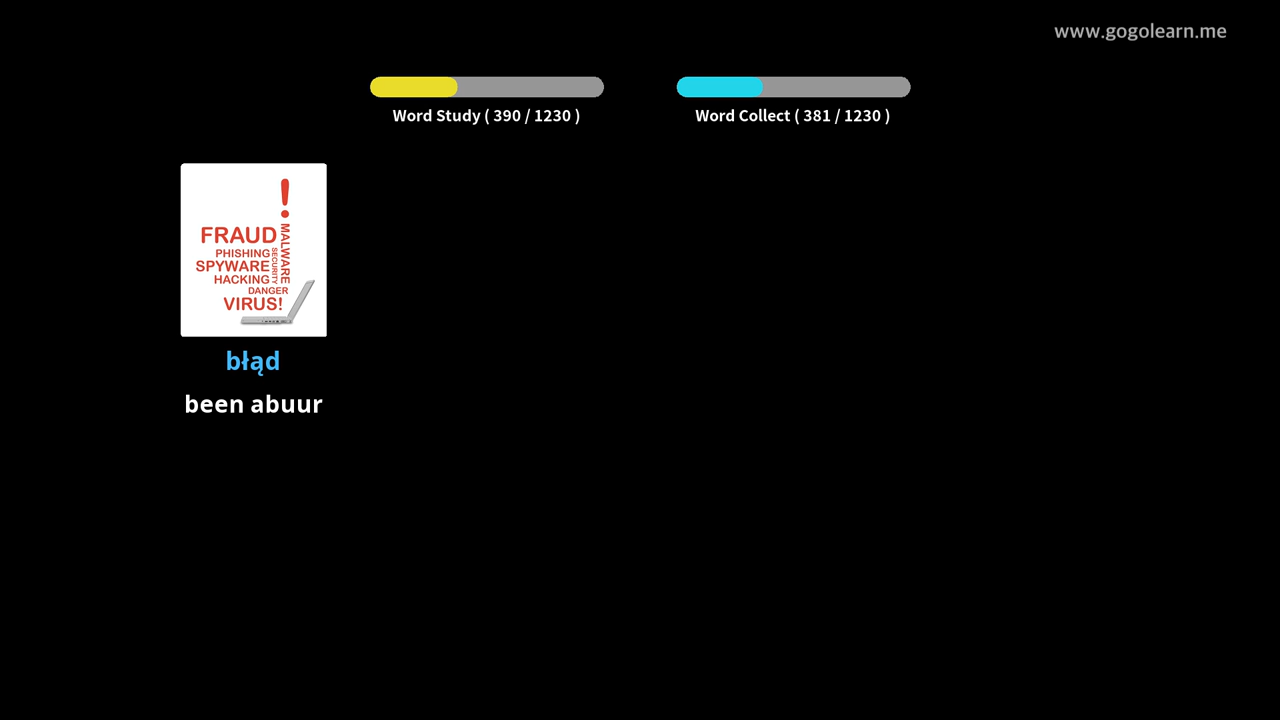 www.gogolearn.me
Word Study ( 390 / 1230 )
Word Collect ( 381 / 1230 )
!
FRAUD
MALWARE
PHISHING
SECURITY
SPYWARE
HACKING
DANGER
VIRUS!
błąd
been abuur